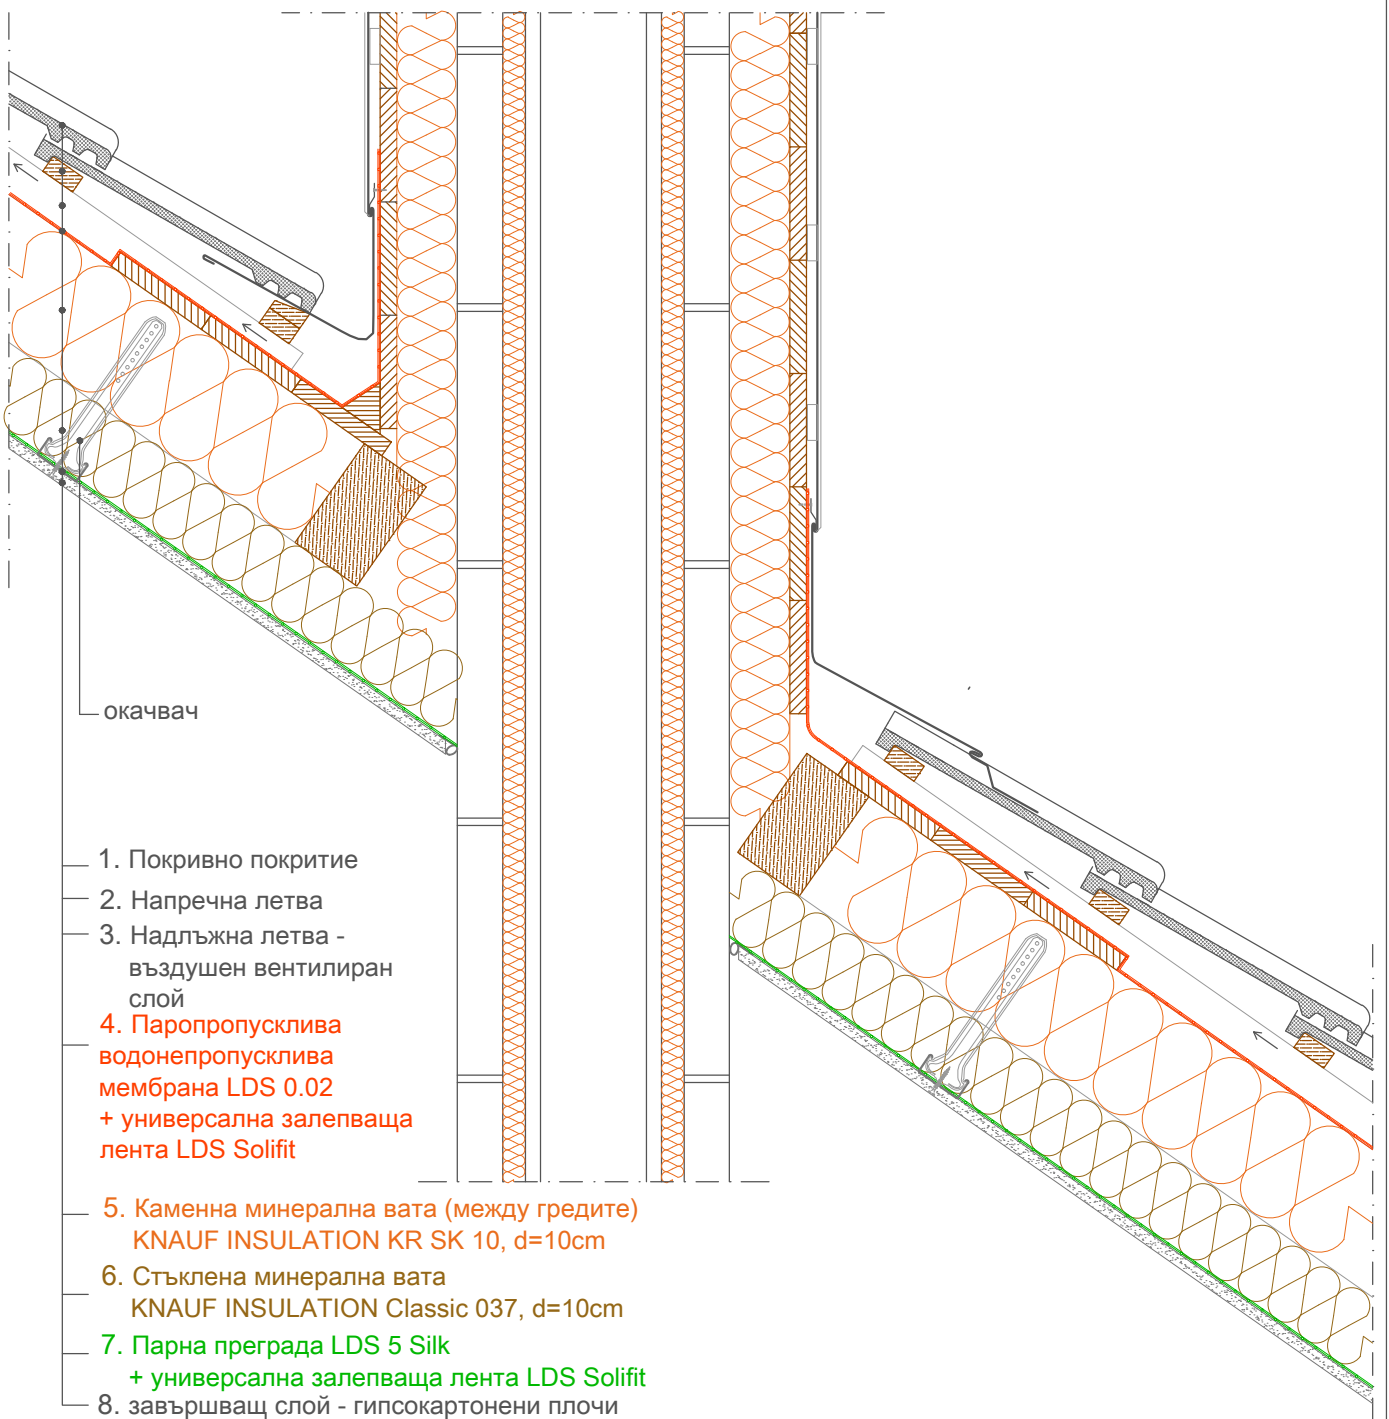 окачвач
1. Покривно покритие
2. Напречна летва
3. Надлъжна летва -
въздушен вентилиран
слой
4. Паропропусклива
водонепропусклива
мембрана LDS 0.02
+ универсална залепваща
лента LDS Solifit
5. Каменна минерална вата (между гредите)
KNAUF INSULATION KR SK 10, d=10cm
6. Стъклена минерална вата
KNAUF INSULATION Classic 037, d=10cm
7. Парна преграда LDS 5 Silk
+ универсална залепваща лента LDS Solifit
8. завършващ слой - гипсокартонени плочи